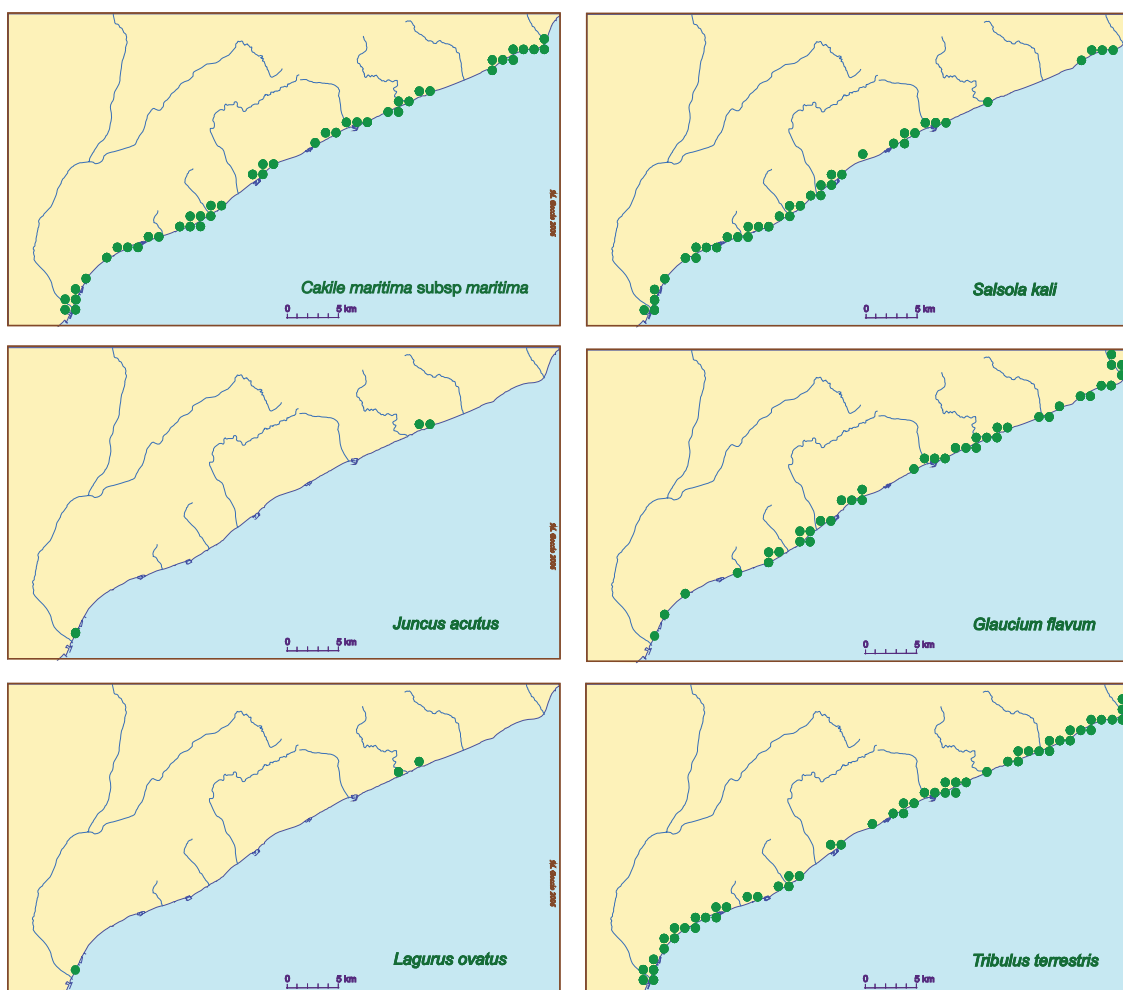 Cakile maritima subsp maritima
0 5 km
Salsola kali
0 5 km
Juncus acutus
0 5 km
Glaucium flavum
0 5 km
Lagurus ovatus
0 5 km
Tribulus terrestris
0 5 km